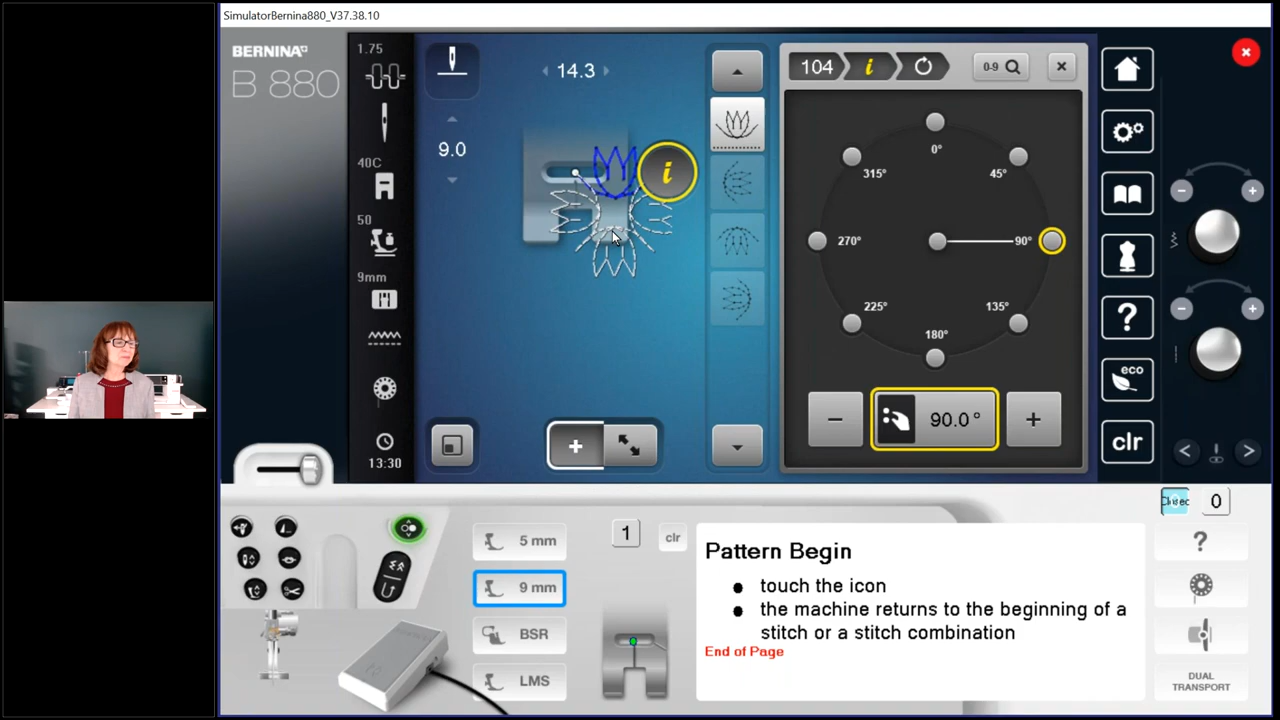 SimulatorBernina880_V37.38.10
BERNINA
B 880
1.75
40C
50
9mm
13:30
14.3
9.0
i
104
i
0-9
0°
45°
90°
135°
180°
225°
270°
315°
90.0°
eco
?
clr
5 mm
9 mm
BSR
LMS
1
clr
Pattern Begin
touch the icon
the machine returns to the beginning of a
stitch or a stitch combination
End of Page
0
?
DUAL
TRANSPORT